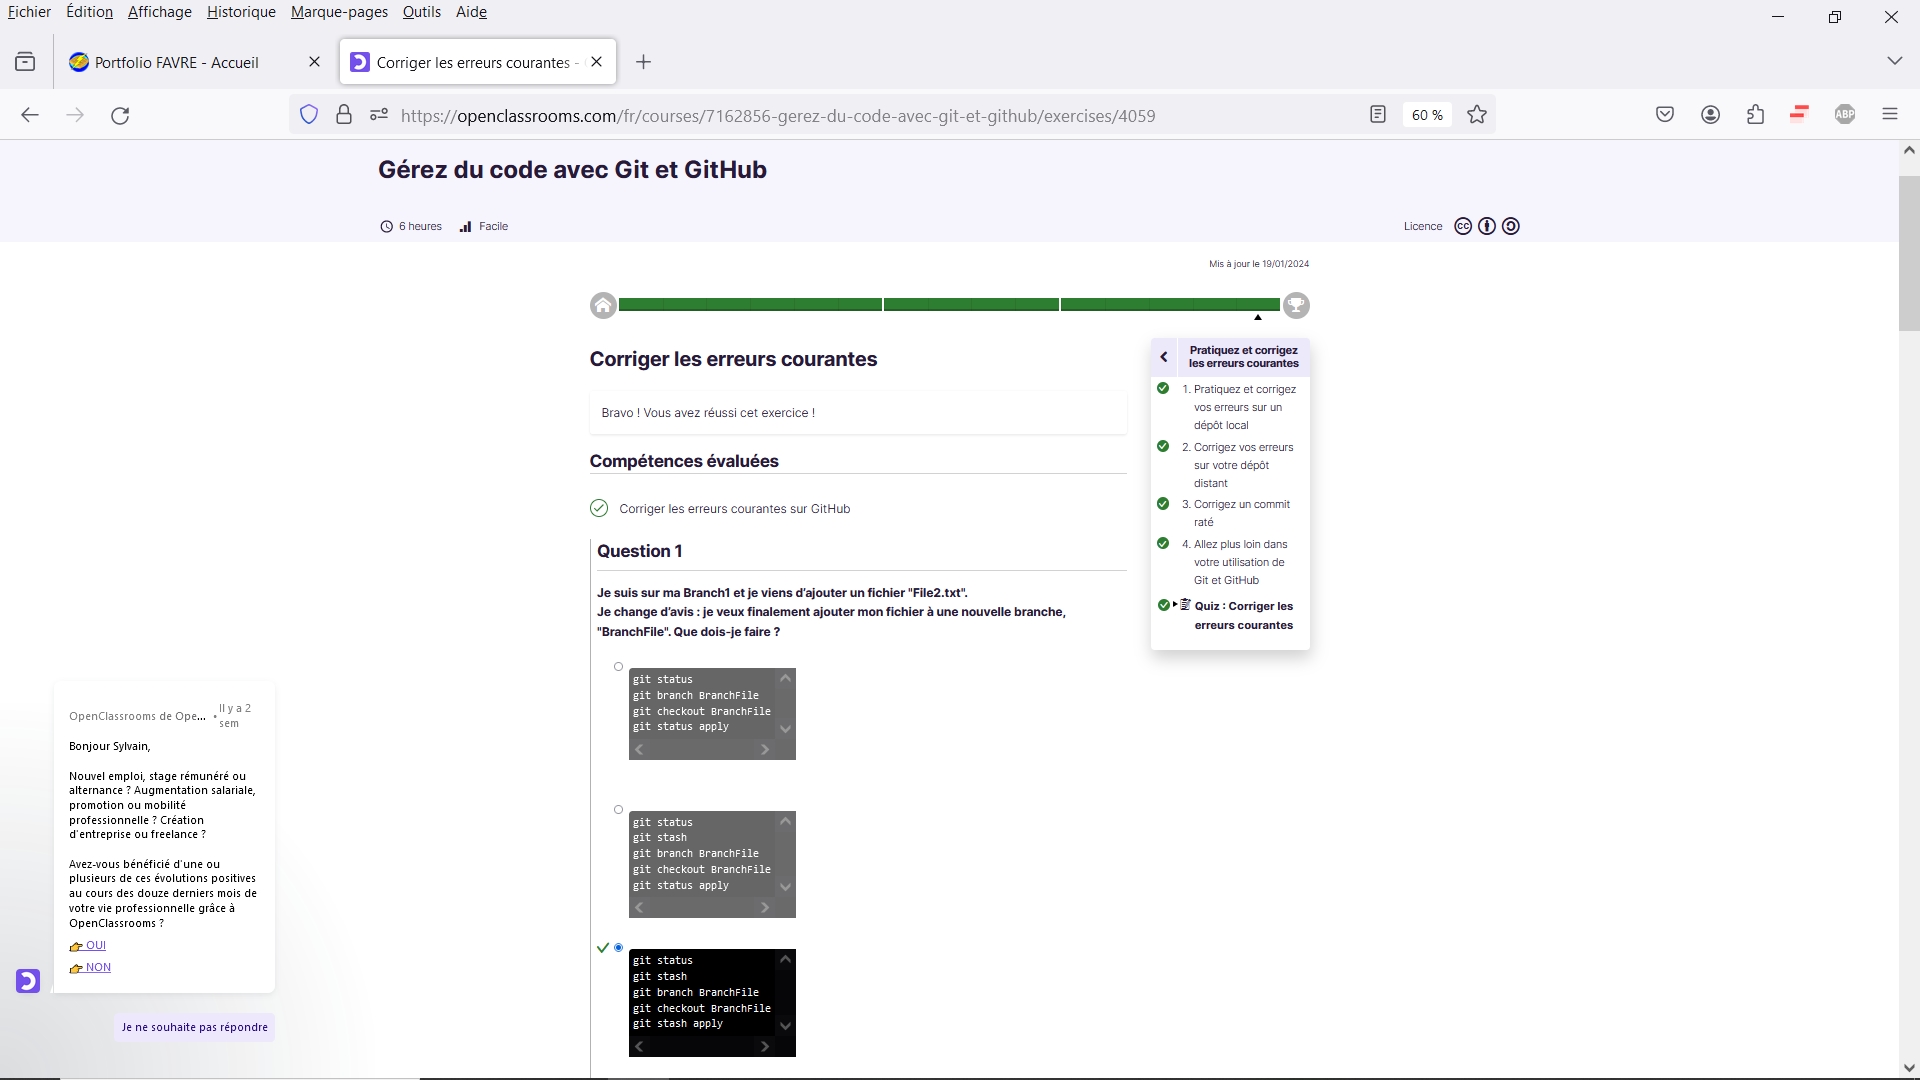 Fichier Édition Affichage Historique Marque-pages Outils Aide
Portfolio FAVRE - Accueil
Corriger les erreurs courantes -
https://openclassrooms.com/fr/courses/7162856-gerez-du-code-avec-git-et-github/exercises/4059
60 %
ABP
Gérez du code avec Git et GitHub
6 heures
Facile
Licence
cc
Mis à jour le 19/01/2024
Corriger les erreurs courantes
Bravo ! Vous avez réussi cet exercice !
Compétences évaluées
Corriger les erreurs courantes sur GitHub
Question 1
Je suis sur ma Branch1 et je viens d'ajouter un fichier "File2.txt".
Je change d'avis : je veux finalement ajouter mon fichier à une nouvelle branche,
"BranchFile". Que dois-je faire ?
git status
git branch BranchFile
git checkout BranchFile
git status apply
git status
git stash
git branch BranchFile
git checkout BranchFile
git status apply
git status
git stash
git branch BranchFile
git checkout BranchFile
git stash apply
Pratiquez et corrigez
les erreurs courantes
1. Pratiquez et corrigez
vos erreurs sur un
dépôt local
2. Corrigez vos erreurs
sur votre dépôt
distant
3. Corrigez un commit
raté
4. Allez plus loin dans
votre utilisation de
Git et GitHub
Quiz : Corriger les
erreurs courantes
OpenClassrooms de Ope... • Il y a 2
sem
Bonjour Sylvain,
Nouvel emploi, stage rémunéré ou
alternance ? Augmentation salariale,
promotion ou mobilité
professionnelle ? Création
d'entreprise ou freelance ?
Avez-vous bénéficié d'une ou
plusieurs de ces évolutions positives
au cours des douze derniers mois de
votre vie professionnelle grâce à
OpenClassrooms ?
👉 OUI
👉 NON
Je ne souhaite pas répondre